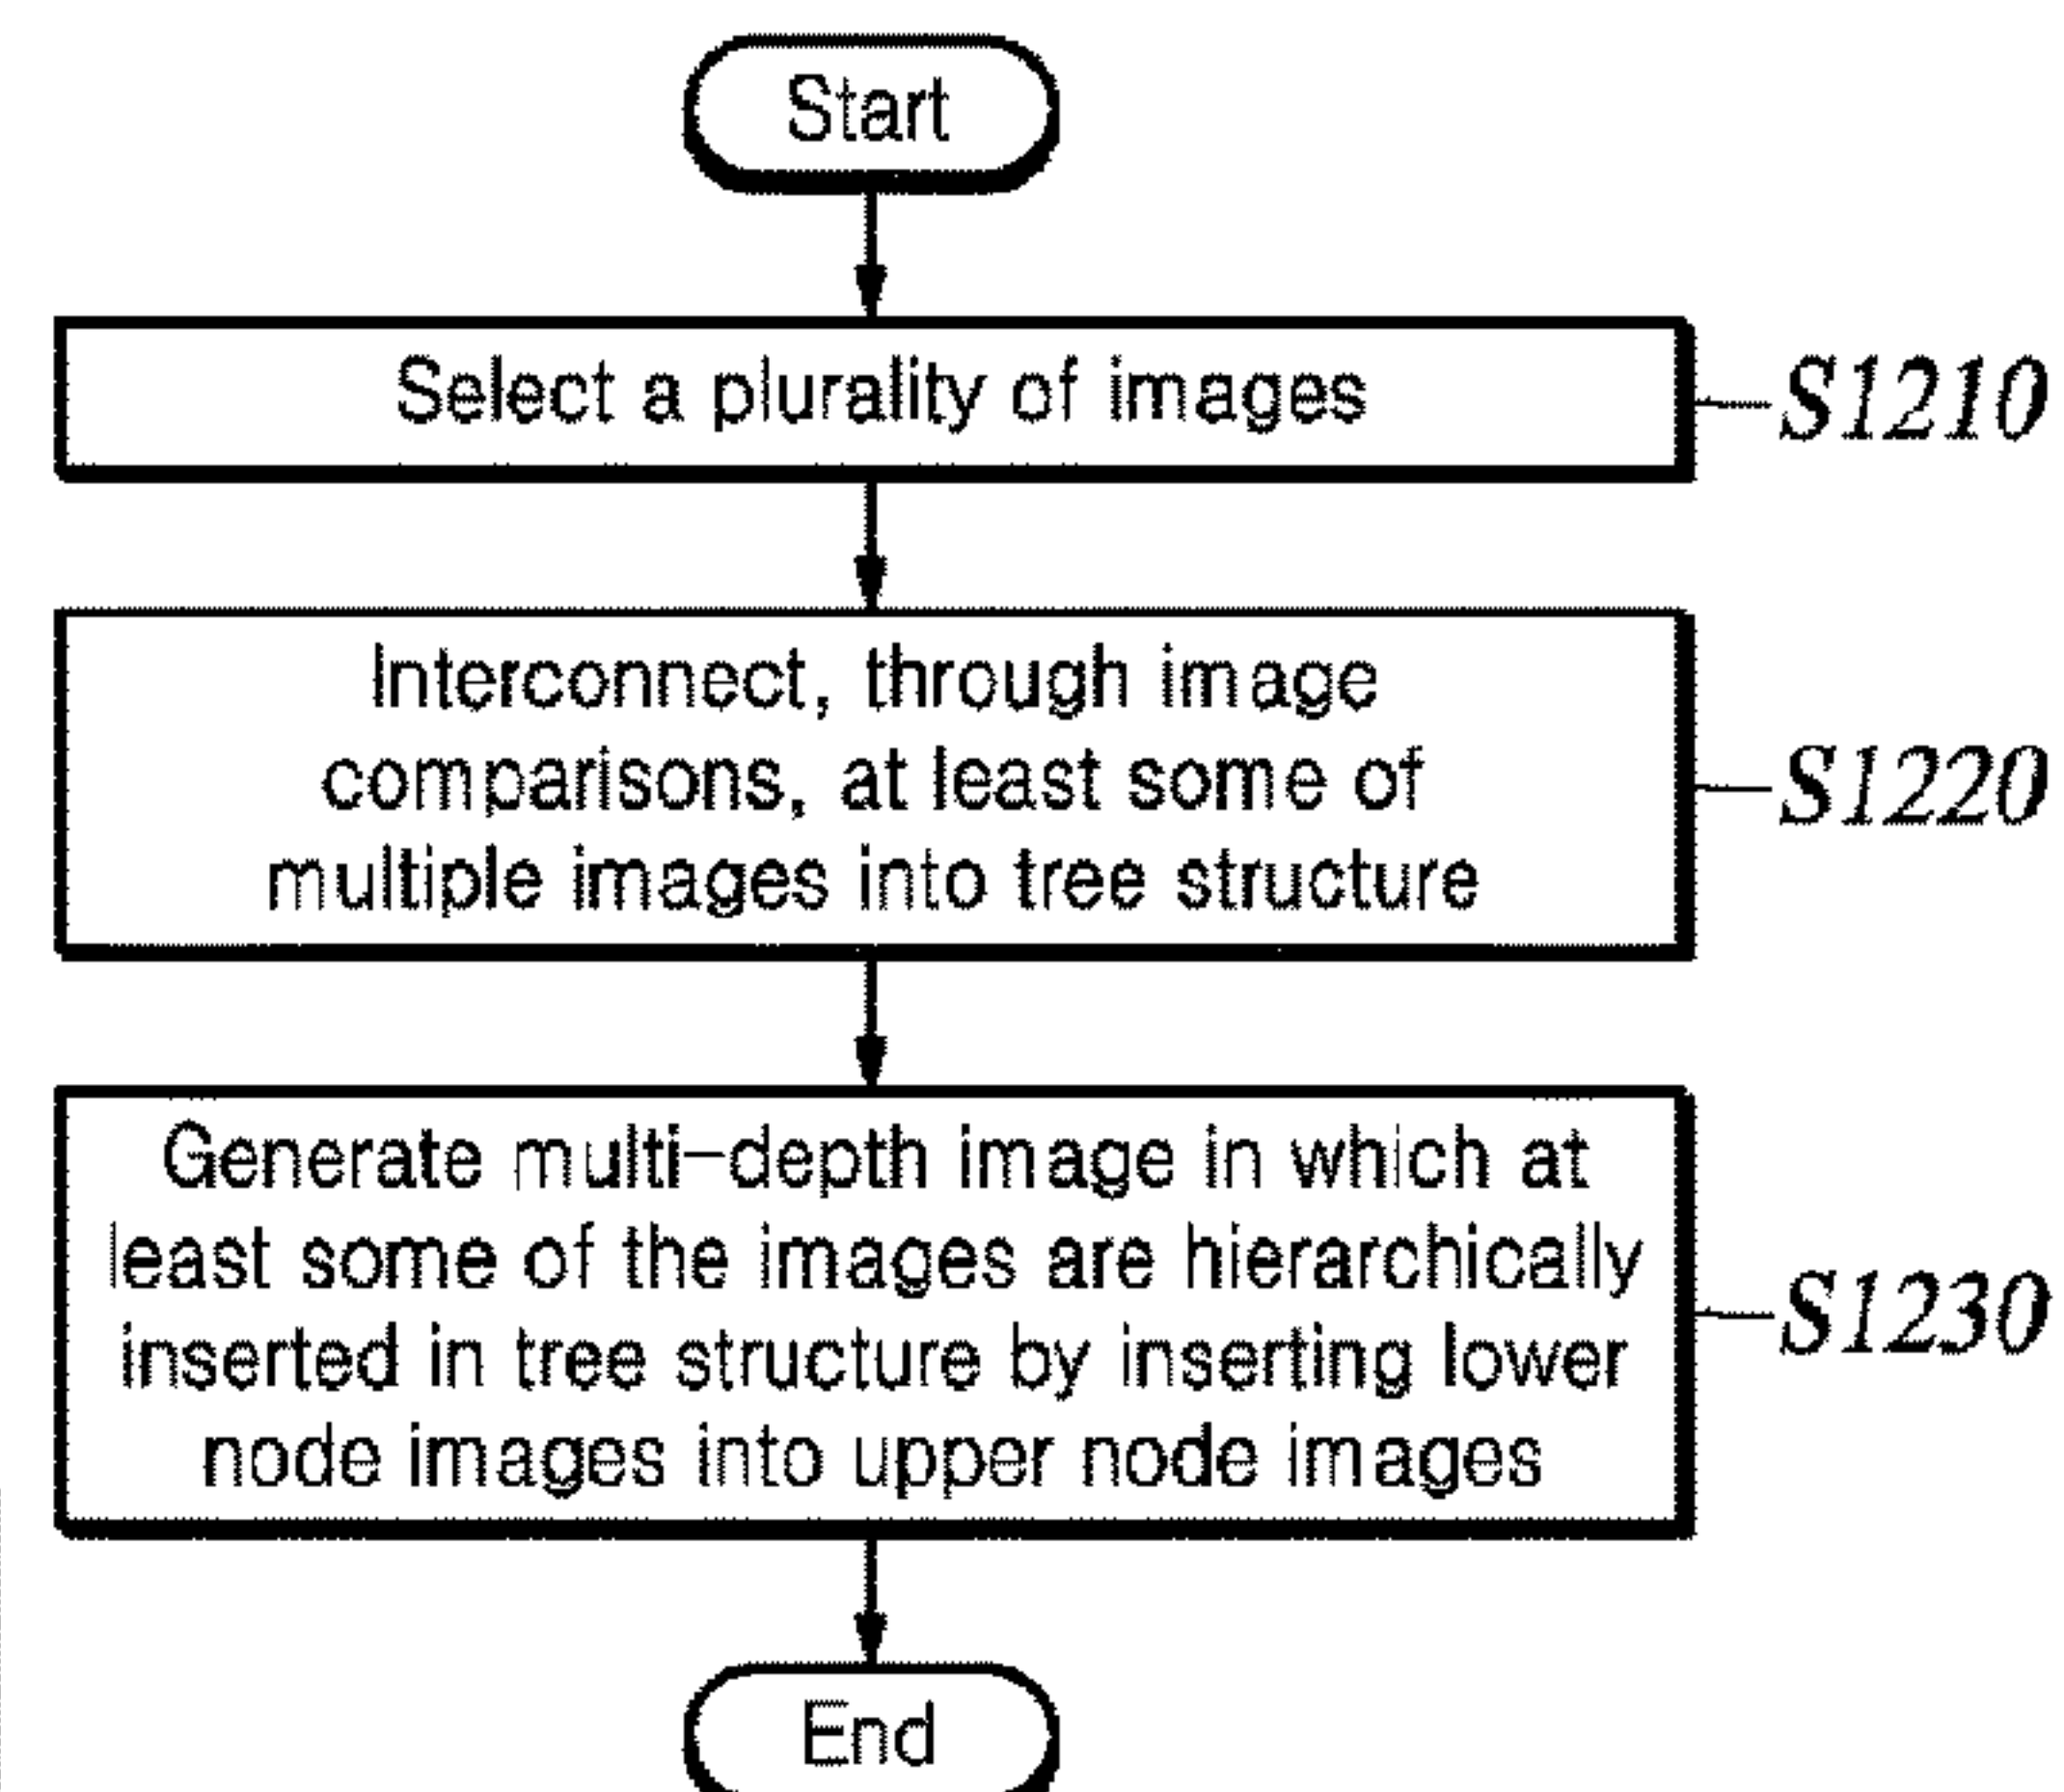 Start
Select a plurality of images
S1210
Interconnect, through image
comparisons, at least some of
multiple images into tree structure
S1220
Generate multi-depth image in which at
least some of the images are hierarchically
inserted in tree structure by inserting lower
node images into upper node images
S1230
End